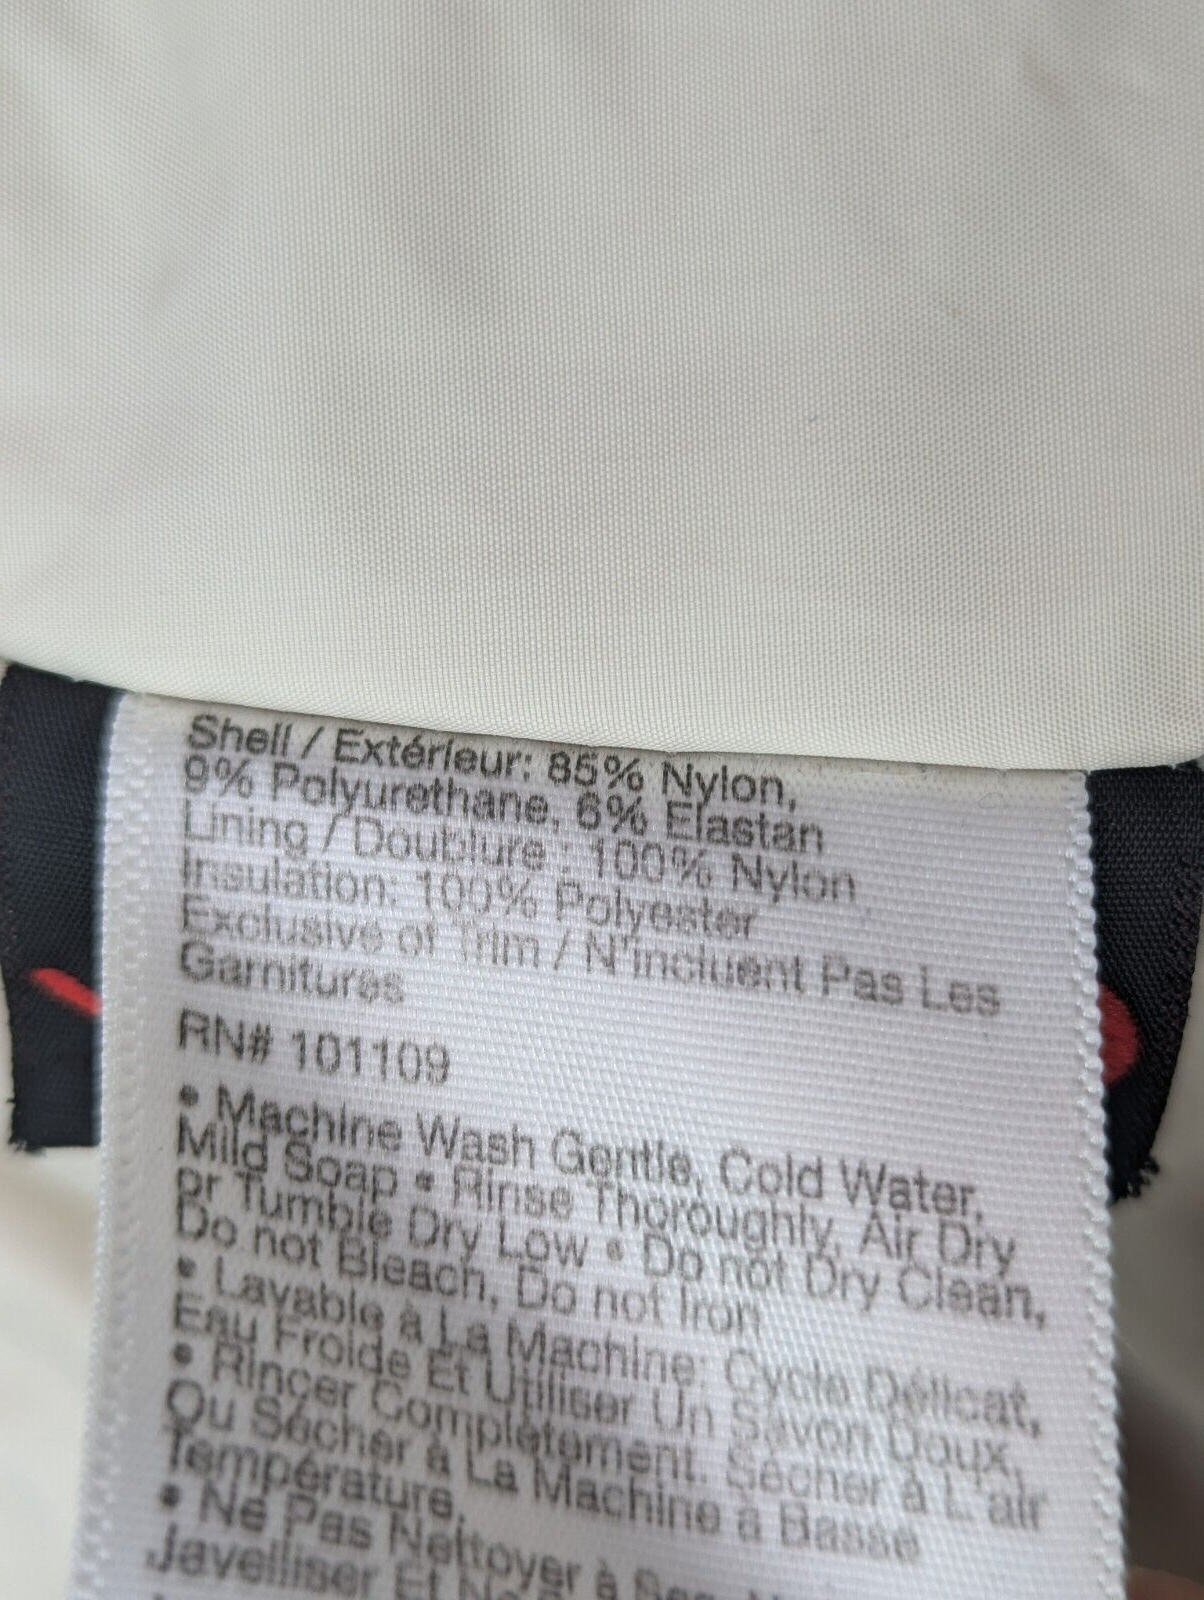 Shell / Extérieur: 85% Nylon,
9% Polyurethane, 6% Elastan
Lining / Doublure : 100% Nylon
Insulation: 100% Polyester
Exclusive of Trim / N'incluent Pas Les
Garnitures
RN# 101109
• Machine Wash Gentle, Cold Water,
Mild Soap • Rinse Thoroughly, Air Dry
or Tumble Dry Low • Do not Dry Clean,
Do not Bleach, Do not Iron
• Lavable à La Machine: Cycle Délicat,
Eau Froide Et Utiliser Un Savon Doux,
• Rincer Complètement. Sécher à L'air
Ou Sécher à La Machine à Basse
Température.
• Ne Pas Nettoyer à
Javelliser Et